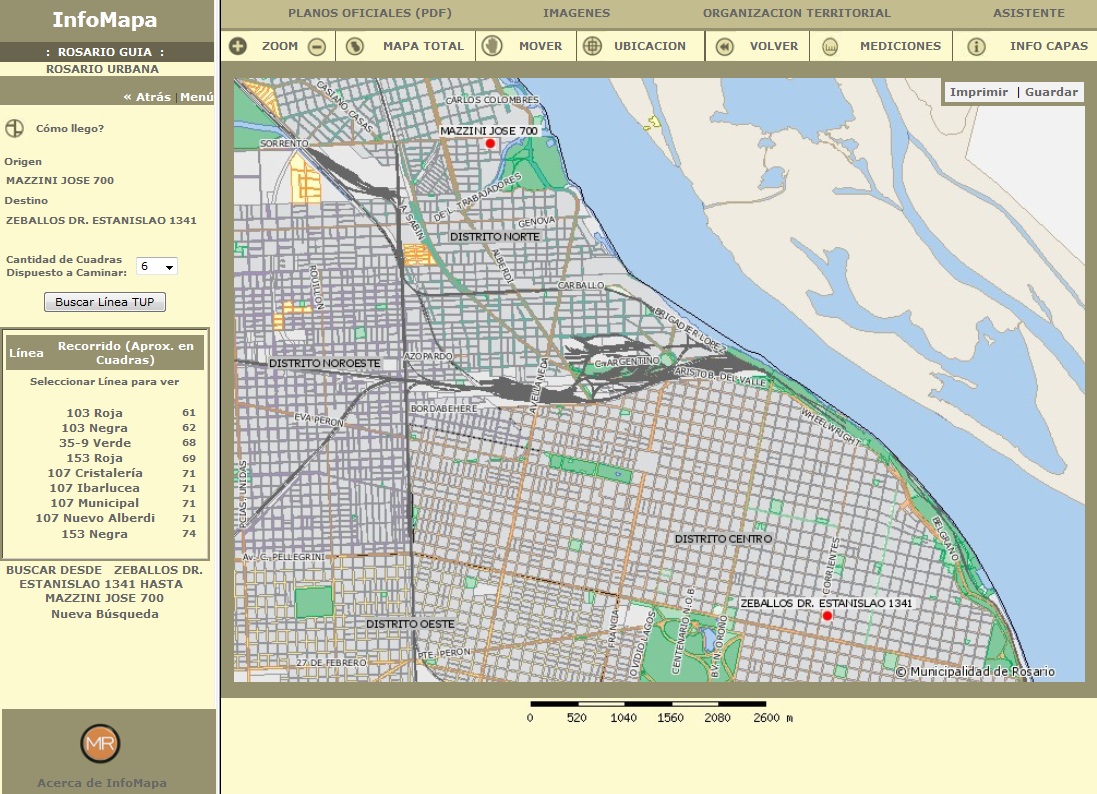 InfoMapa
: ROSARIO GUIA :
ROSARIO URBANA
« Atrás | Menú
Cómo llego?
Origen
MAZZINI JOSE 700
Destino
ZEBALLOS DR. ESTANISLAO 1341
Cantidad de Cuadras
Dispuesto a Caminar: 6
Buscar Línea TUP
Línea Recorrido (Aprox. en
Cuadras)
Seleccionar Línea para ver
103 Roja 61
103 Negra 62
35-9 Verde 68
153 Roja 69
107 Cristalería 71
107 Ibarlucea 71
107 Municipal 71
107 Nuevo Alberdi 71
153 Negra 74
BUSCAR DESDE ZEBALLOS DR.
ESTANISLAO 1341 HASTA
MAZZINI JOSE 700
Nueva Búsqueda
MR
Acerca de InfoMapa
PLANOS OFICIALES (PDF) IMAGENES ORGANIZACION TERRITORIAL ASISTENTE
ZOOM MAPA TOTAL MOVER UBICACION VOLVER MEDICIONES INFO CAPAS
Imprimir | Guardar
CASIANO CASAS
CARLOS COLOMBRES
MAZZINI JOSE 700
SORRENTO
DE L. TRABAJADORES
A. SABIN
GENOVA
DISTRITO NORTE
ALBERDI
ROUILLON
CARBALLO
BRIGADIER LOPEZ
AZOPARDO
DISTRITO NOROESTE
C. ARGENTINO
ARISTOB. DEL VALLE
AVELLANEDA
BORDABEHERE
EVA PERON
WHEELWRIGHT
PCIAS. UNIDAS
BELGRANO
DISTRITO CENTRO
AV. C. PELLEGRINI
CORRIENTES
ZEBALLOS DR. ESTANISLAO 1341
FRANCIA
OVIDIO LAGOS
CENTENARIO N.O.B
BV. N. OROÑO
DISTRITO OESTE
PTE. PERON
27 DE FEBRERO
© Municipalidad de Rosario
0 520 1040 1560 2080 2600 m